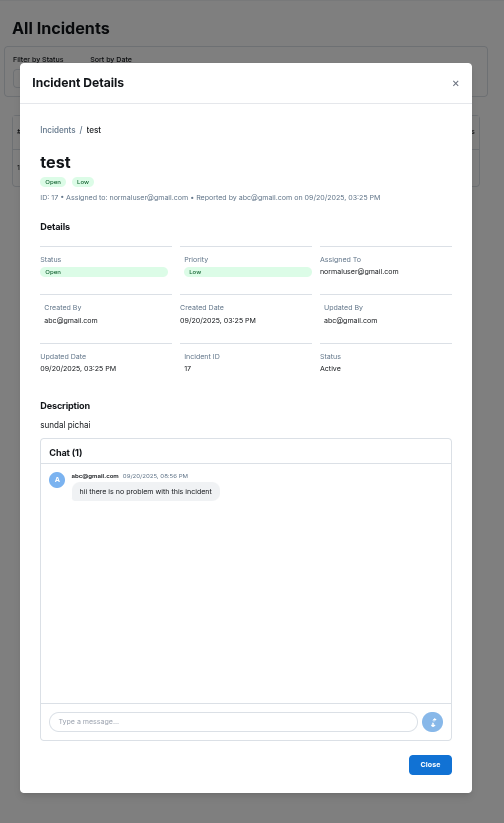 All Incidents
Filter by Status Sort by Date
Incident Details ×
Incidents / test
test
Open Low
ID: 17 • Assigned to: normaluser@gmail.com • Reported by abc@gmail.com on 09/20/2025, 03:25 PM
Details
Status Priority Assigned To
Open Low normaluser@gmail.com
Created By Created Date Updated By
abc@gmail.com 09/20/2025, 03:25 PM abc@gmail.com
Updated Date Incident ID Status
09/20/2025, 03:25 PM 17 Active
Description
sundal pichai
Chat (1)
A abc@gmail.com 09/20/2025, 08:56 PM
hii there is no problem with this incident
Type a message...
Close